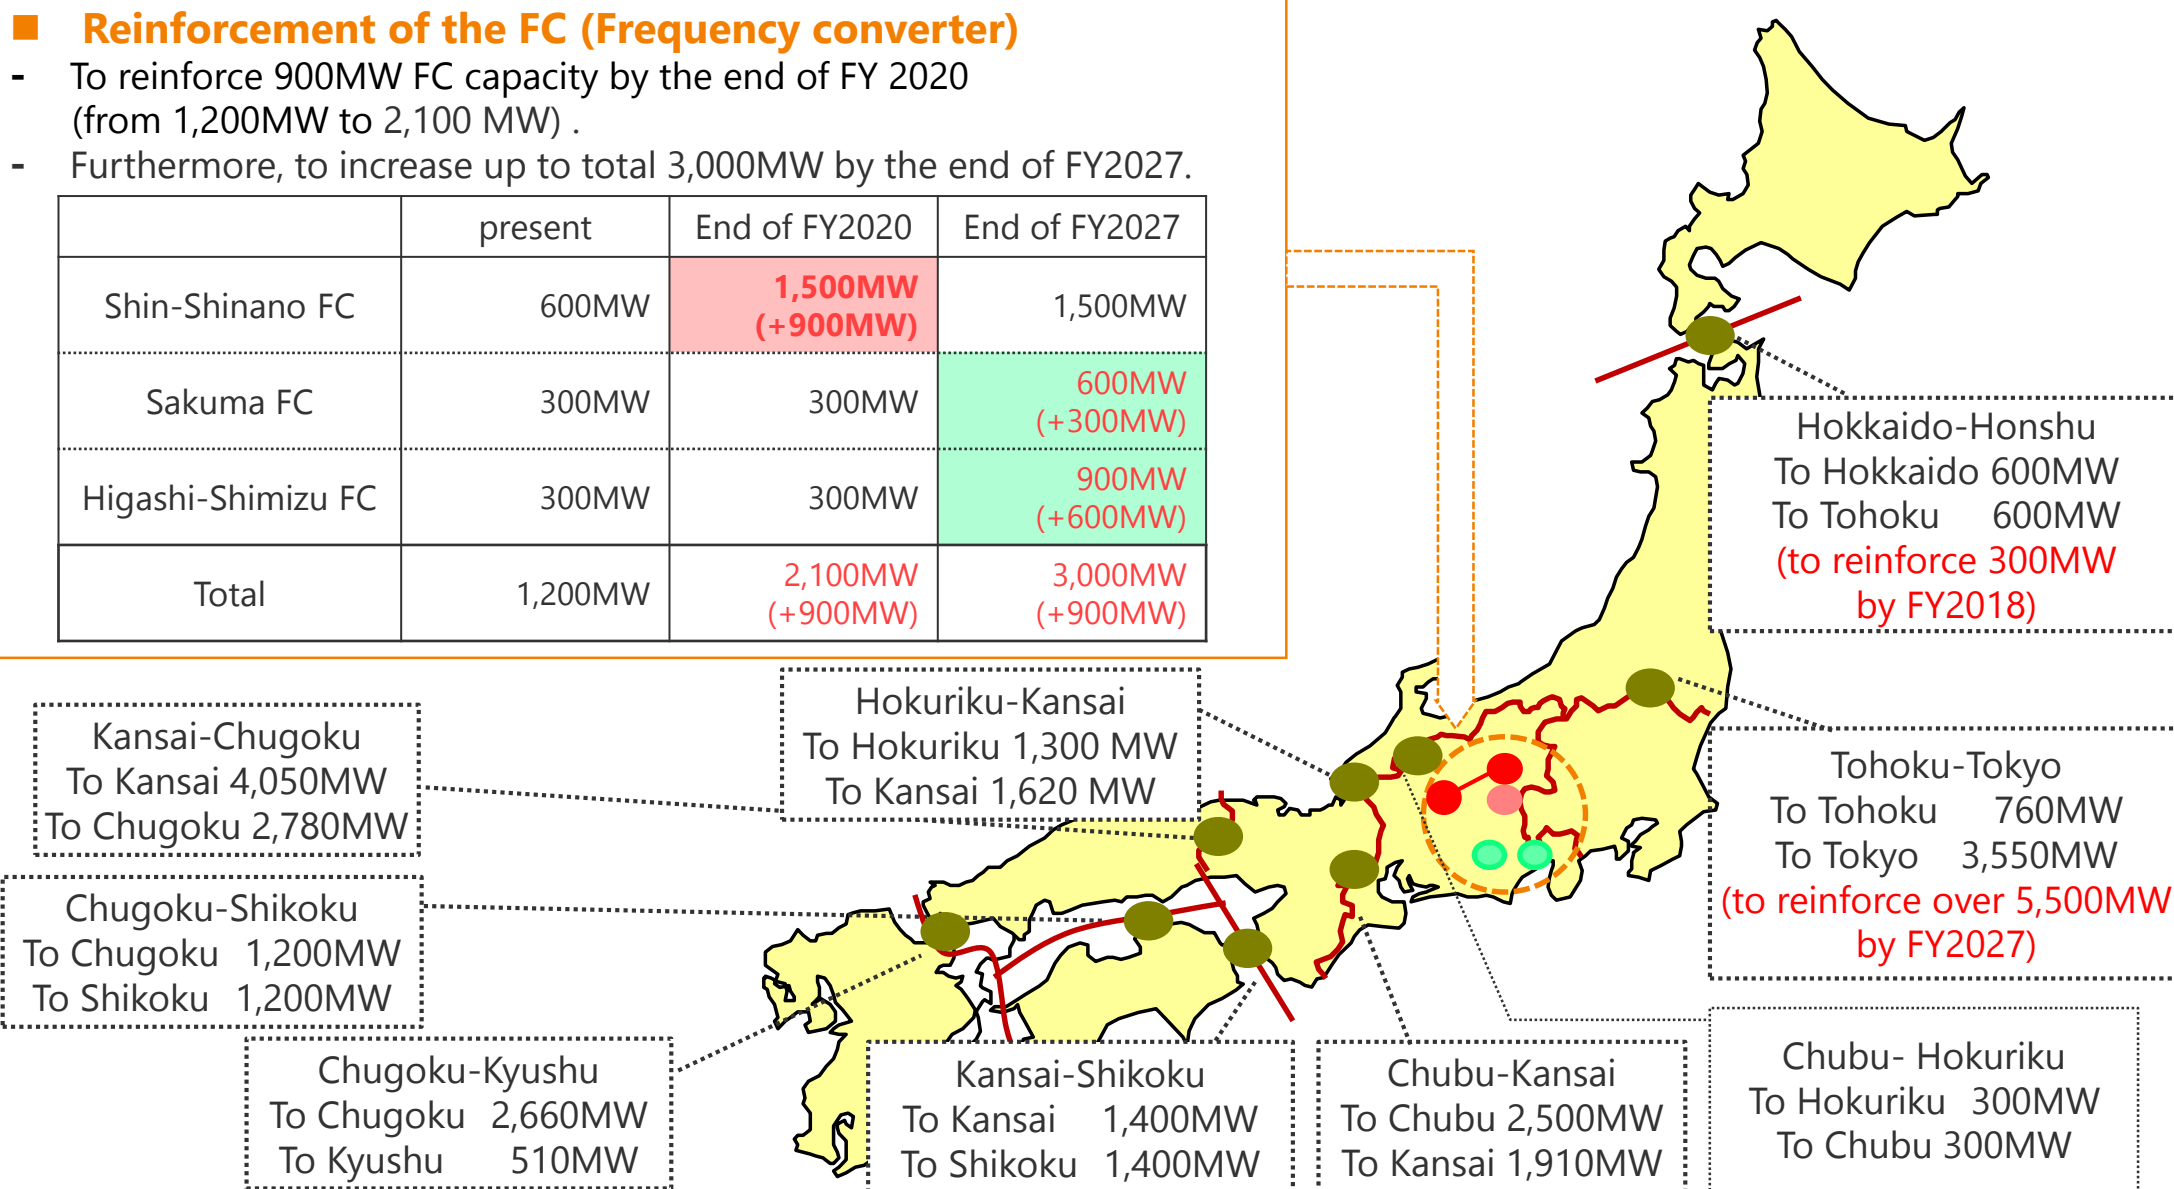 ■ Reinforcement of the FC (Frequency converter)
- To reinforce 900MW FC capacity by the end of FY 2020
(from 1,200MW to 2,100 MW) .
- Furthermore, to increase up to total 3,000MW by the end of FY2027.
present End of FY2020 End of FY2027
Shin-Shinano FC 600MW 1,500MW (+900MW) 1,500MW
Sakuma FC 300MW 300MW 600MW (+300MW)
Higashi-Shimizu FC 300MW 300MW 900MW (+600MW)
Total 1,200MW 2,100MW (+900MW) 3,000MW (+900MW)
Hokkaido-Honshu
To Hokkaido 600MW
To Tohoku 600MW
(to reinforce 300MW
by FY2018)
Hokuriku-Kansai
To Hokuriku 1,300 MW
To Kansai 1,620 MW
Kansai-Chugoku
To Kansai 4,050MW
To Chugoku 2,780MW
Tohoku-Tokyo
To Tohoku 760MW
To Tokyo 3,550MW
(to reinforce over 5,500MW
by FY2027)
Chugoku-Shikoku
To Chugoku 1,200MW
To Shikoku 1,200MW
Chugoku-Kyushu
To Chugoku 2,660MW
To Kyushu 510MW
Kansai-Shikoku
To Kansai 1,400MW
To Shikoku 1,400MW
Chubu-Kansai
To Chubu 2,500MW
To Kansai 1,910MW
Chubu- Hokuriku
To Hokuriku 300MW
To Chubu 300MW